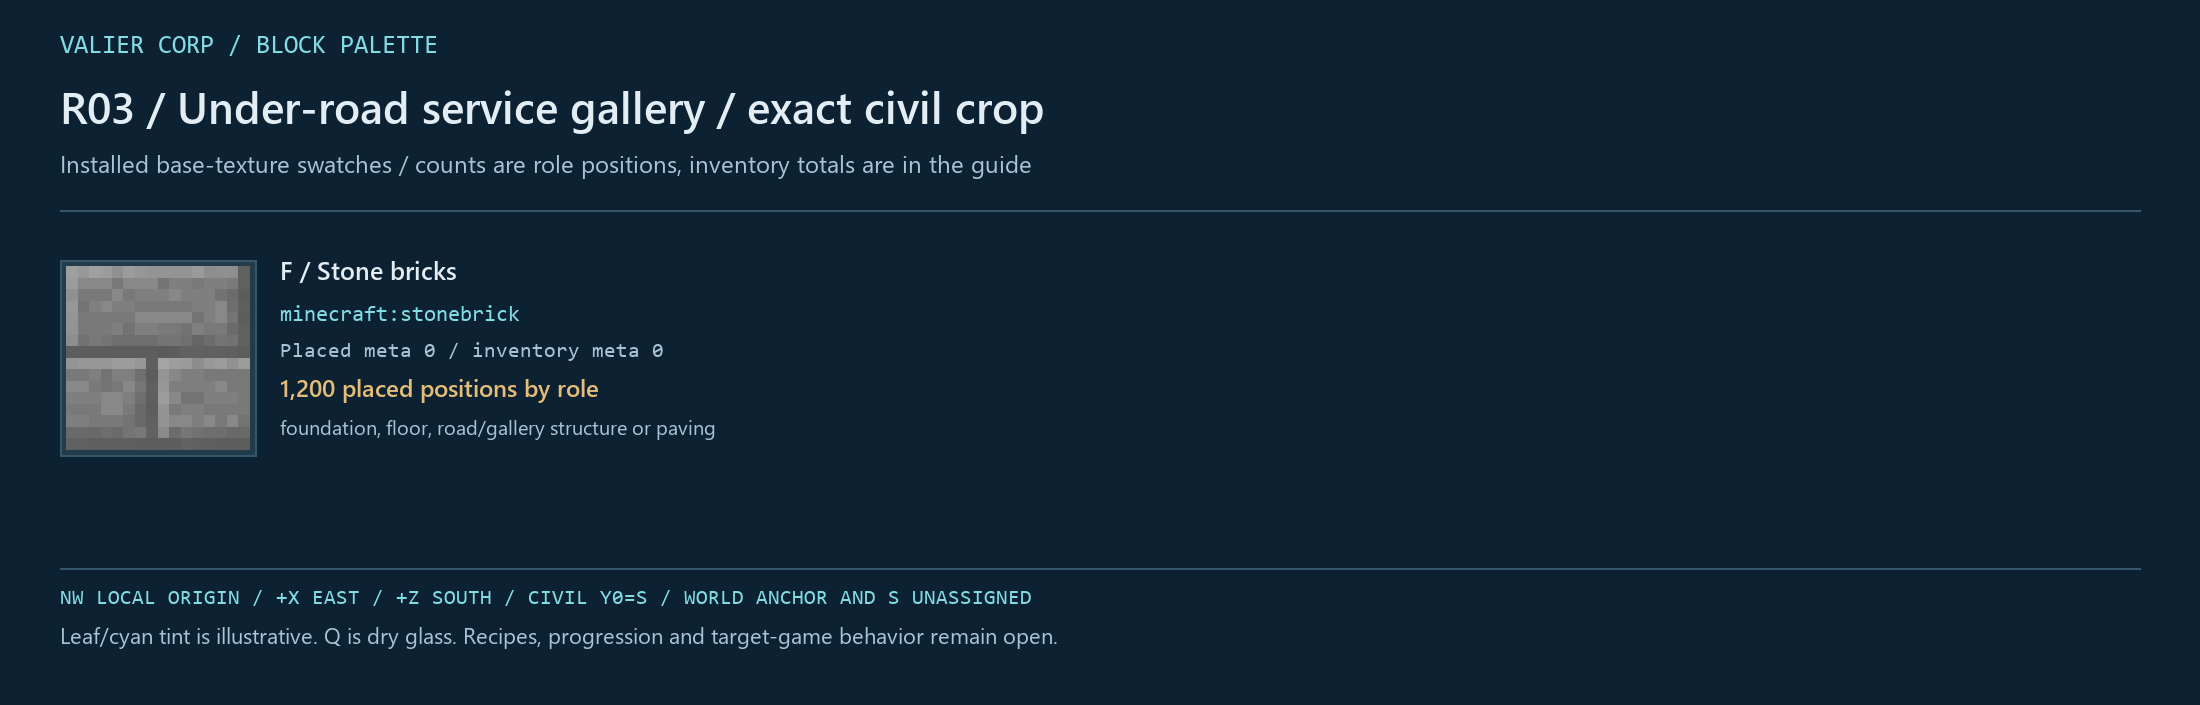 VALIER CORP / BLOCK PALETTE
R03 / Under-road service gallery / exact civil crop
Installed base-texture swatches / counts are role positions, inventory totals are in the guide
F / Stone bricks
minecraft:stonebrick
Placed meta 0 / inventory meta 0
1,200 placed positions by role
foundation, floor, road/gallery structure or paving
NW LOCAL ORIGIN / +X EAST / +Z SOUTH / CIVIL Y0=S / WORLD ANCHOR AND S UNASSIGNED
Leaf/cyan tint is illustrative. Q is dry glass. Recipes, progression and target-game behavior remain open.